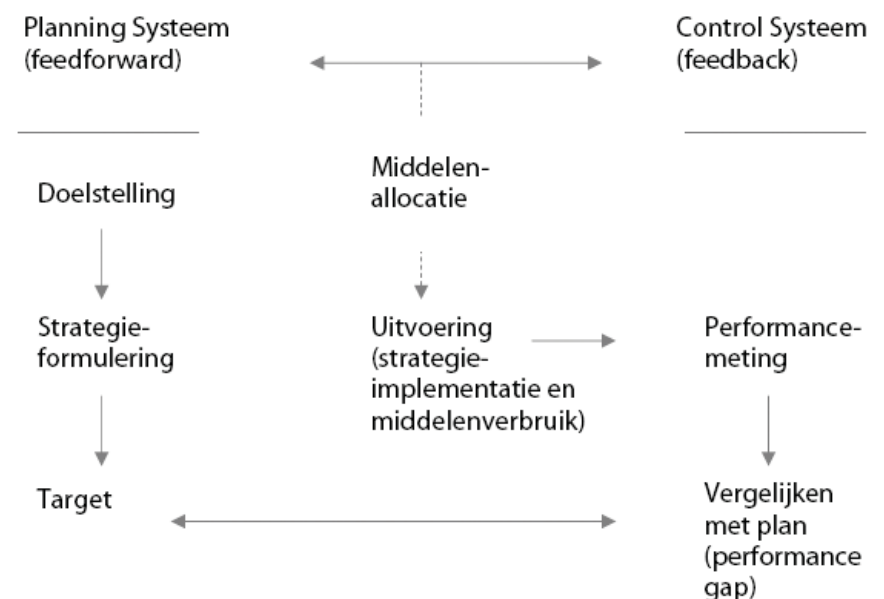 Planning Systeem
(feedforward)
Control Systeem
(feedback)
Doelstelling
Middelen-
allocatie
Strategie-
formulering
Uitvoering
(strategie-
implementatie en
middelenverbruik)
Performance-
meting
Target
Vergelijken
met plan
(performance
gap)